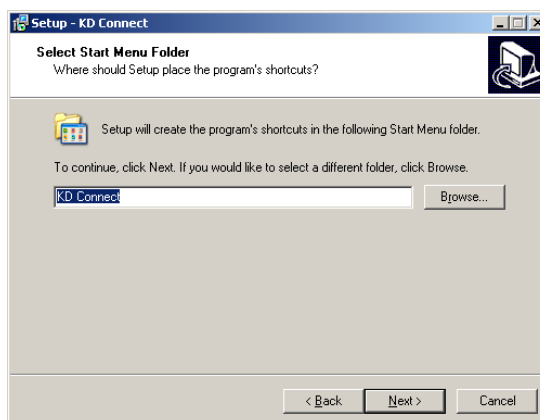 Setup - KD Connect
Select Start Menu Folder
Where should Setup place the program's shortcuts?
Setup will create the program's shortcuts in the following Start Menu folder.
To continue, click Next. If you would like to select a different folder, click Browse.
KD Connect
Browse...
< Back
Next >
Cancel